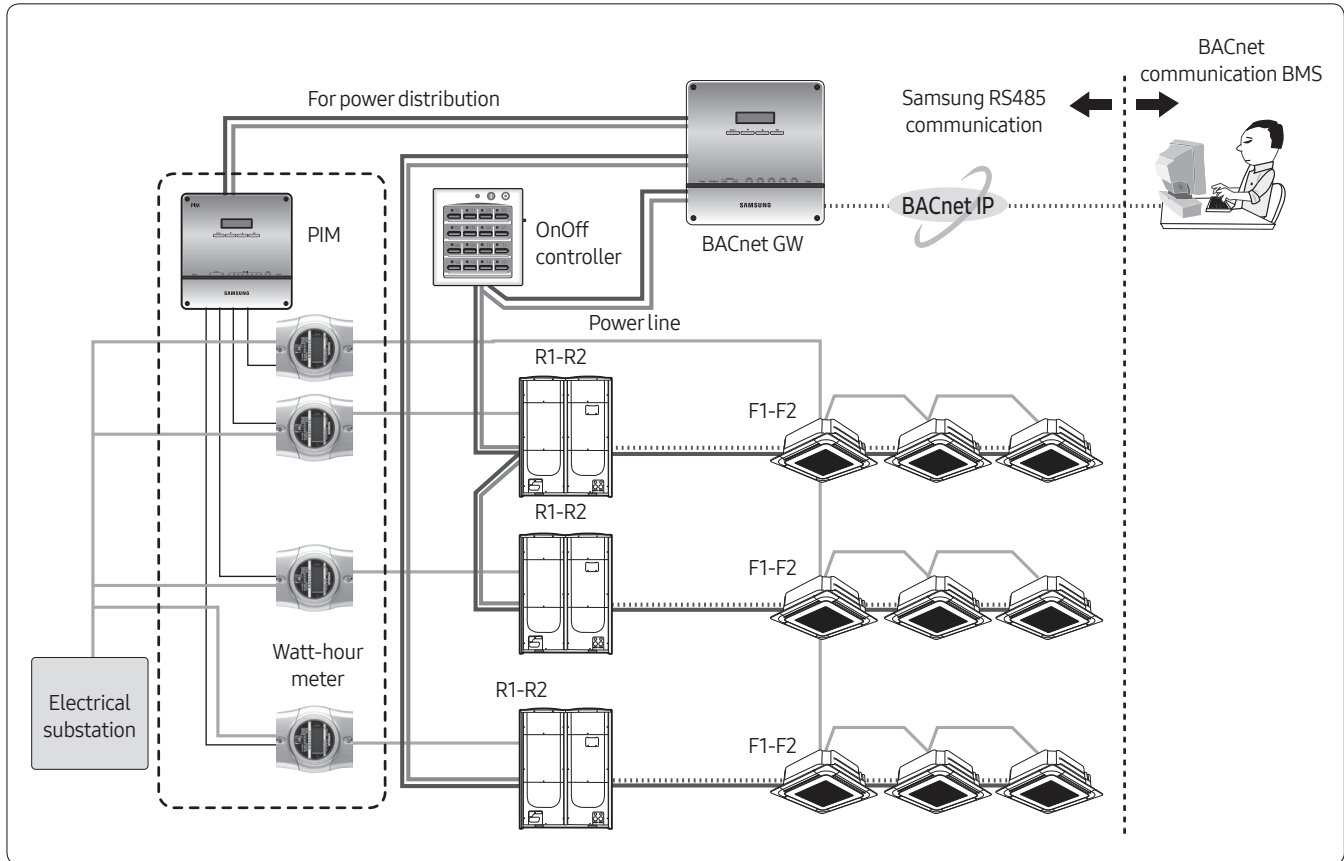 BACnet
communication BMS
For power distribution
Samsung RS485
communication
PIM
PIM
SAMSUNG
OnOff
controller
SAMSUNG
BACnet GW
BACnet IP
Power line
R1-R2
F1-F2
R1-R2
F1-F2
Watt-hour
meter
Electrical
substation
R1-R2
F1-F2